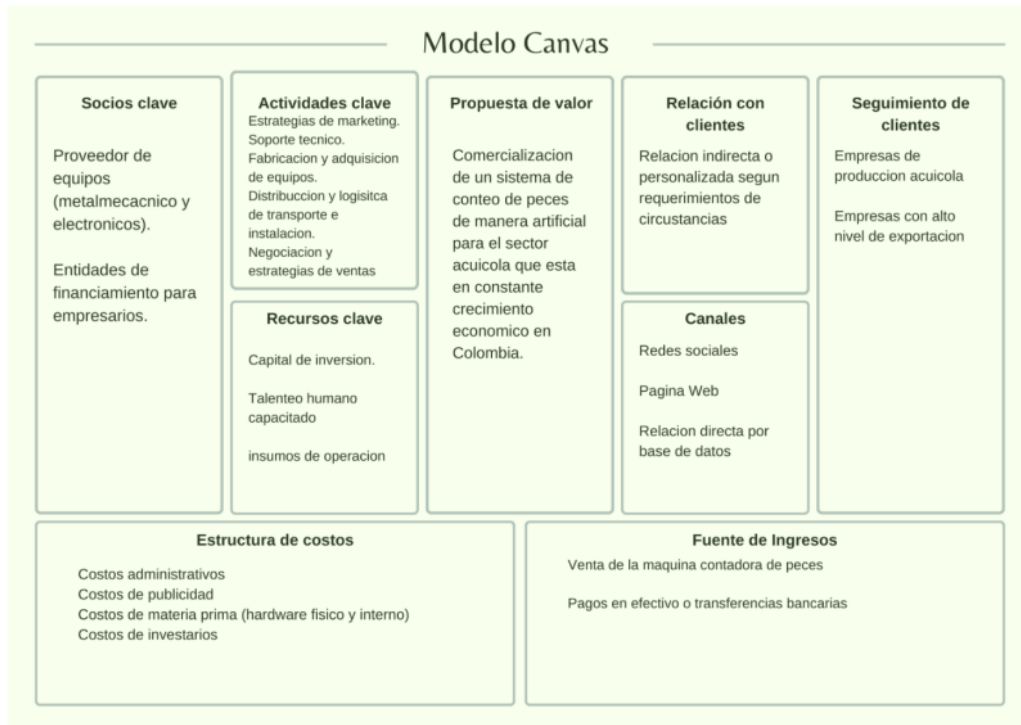 Modelo Canvas
Socios clave
Proveedor de
equipos
(metalmecacnico y
electronicos).
Entidades de
financiamiento para
empresarios.
Actividades clave
Estrategias de marketing.
Soporte tecnico.
Fabricacion y adquisicion
de equipos.
Distribuccion y logisitca
de transporte e
instalacion.
Negociacion y
estrategias de ventas
Recursos clave
Capital de inversion.
Talenteo humano
capacitado
insumos de operacion
Propuesta de valor
Comercializacion
de un sistema de
conteo de peces
de manera artificial
para el sector
acuicola que esta
en constante
crecimiento
economico en
Colombia.
Relación con
clientes
Relacion indirecta o
personalizada segun
requerimientos de
circustancias
Canales
Redes sociales
Pagina Web
Relacion directa por
base de datos
Seguimiento de
clientes
Empresas de
produccion acuicola
Empresas con alto
nivel de exportacion
Estructura de costos
Costos administrativos
Costos de publicidad
Costos de materia prima (hardware fisico y interno)
Costos de investarios
Fuente de Ingresos
Venta de la maquina contadora de peces
Pagos en efectivo o transferencias bancarias